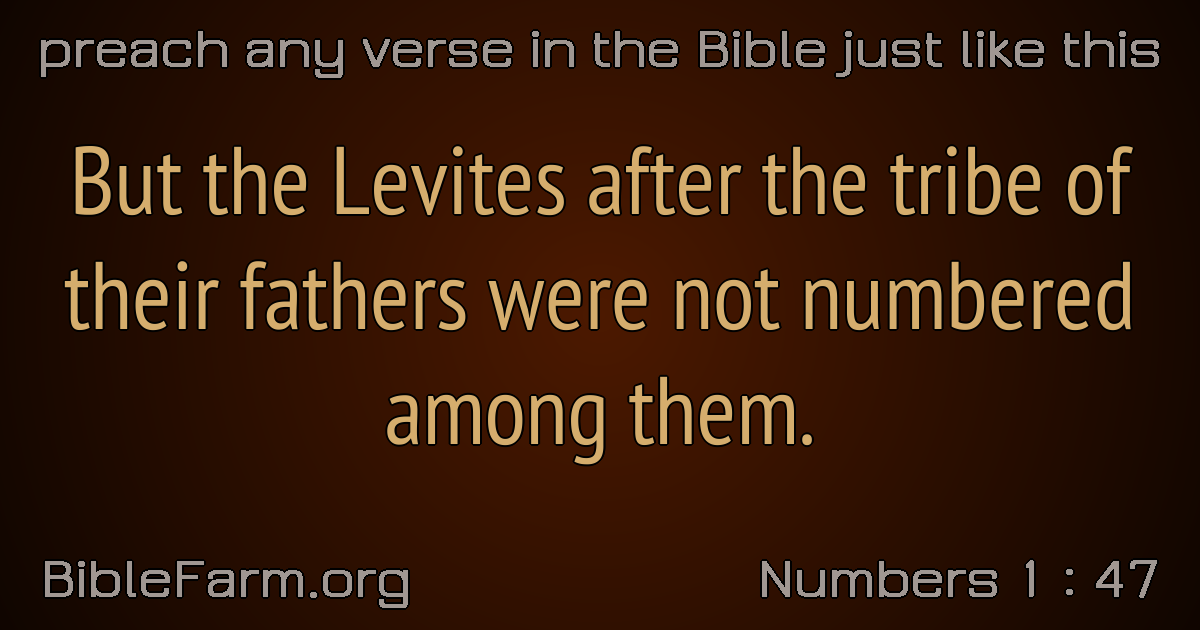 preach any verse in the Bible just like this
But the Levites after the tribe of
their fathers were not numbered
among them.
BibleFarm.org
Numbers 1 : 47